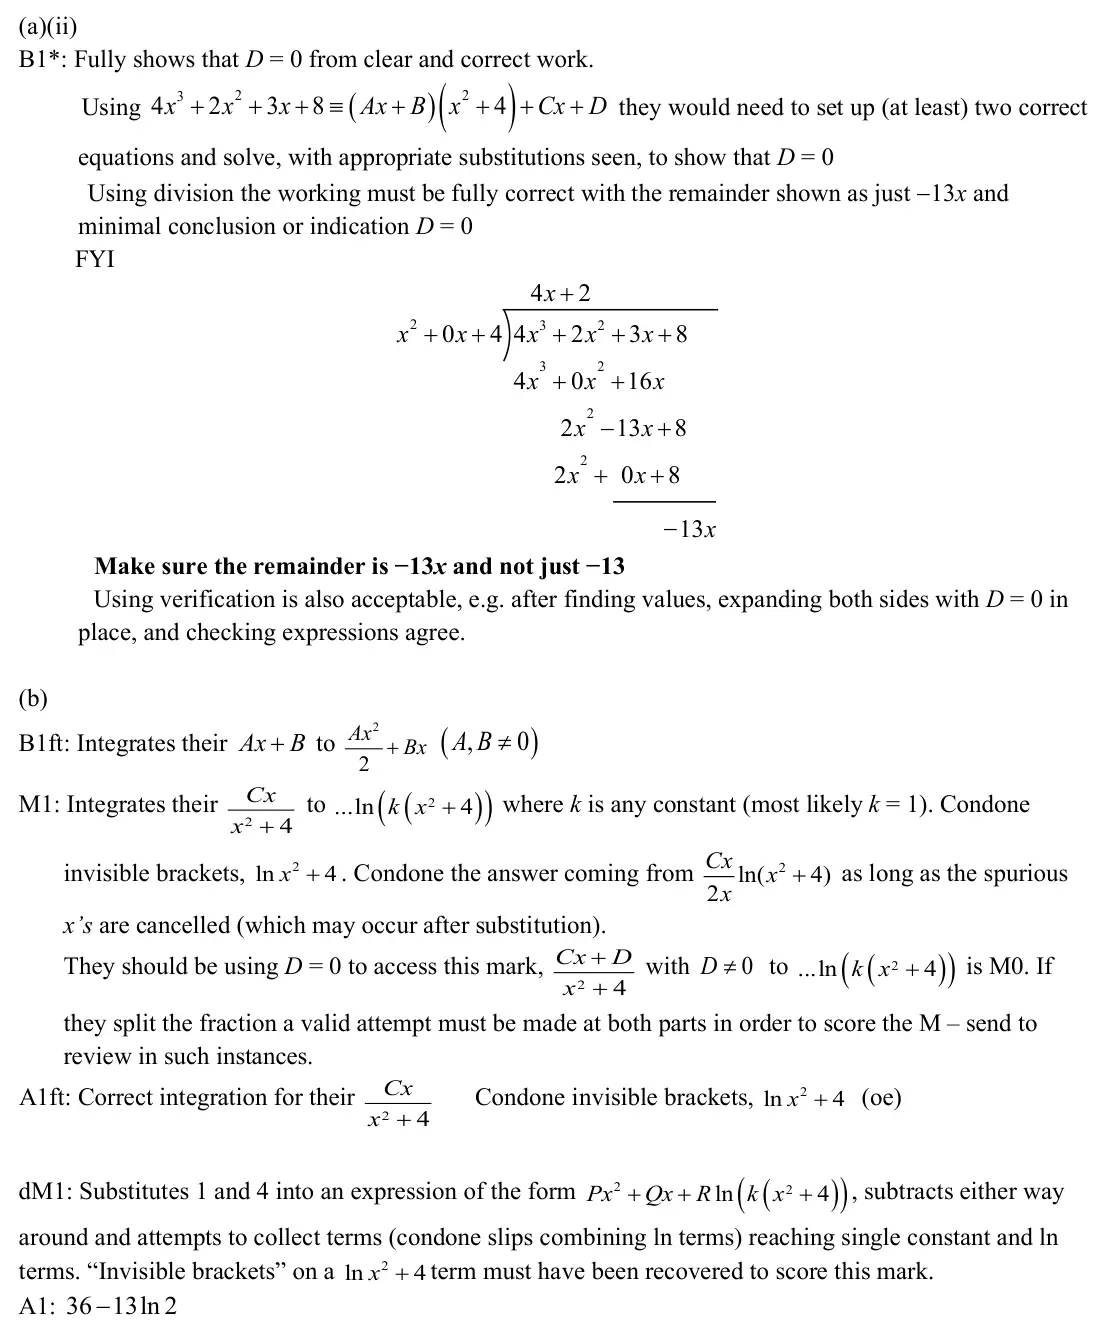 (a)(ii)
B1*: Fully shows that D = 0 from clear and correct work.
Using 4x³ + 2x² + 3x + 8 ≡ (Ax + B)(x² + 4) + Cx + D they would need to set up (at least) two correct
equations and solve, with appropriate substitutions seen, to show that D = 0
Using division the working must be fully correct with the remainder shown as just −13x and
minimal conclusion or indication D = 0
FYI
4x + 2
x² + 0x + 4)4x³ + 2x² + 3x + 8
4x³ + 0x² + 16x
2x² − 13x + 8
2x² + 0x + 8
−13x
Make sure the remainder is −13x and not just −13
Using verification is also acceptable, e.g. after finding values, expanding both sides with D = 0 in
place, and checking expressions agree.
(b)
B1ft: Integrates their Ax + B to Ax²/2 + Bx (A, B ≠ 0)
M1: Integrates their Cx/(x² + 4) to ...ln(k(x² + 4)) where k is any constant (most likely k = 1). Condone
invisible brackets, ln x² + 4. Condone the answer coming from Cx/2x ln(x² + 4) as long as the spurious
x's are cancelled (which may occur after substitution).
They should be using D = 0 to access this mark, (Cx + D)/(x² + 4) with D ≠ 0 to ...ln(k(x² + 4)) is M0. If
they split the fraction a valid attempt must be made at both parts in order to score the M – send to
review in such instances.
A1ft: Correct integration for their Cx/(x² + 4) Condone invisible brackets, ln x² + 4 (oe)
dM1: Substitutes 1 and 4 into an expression of the form Px² + Qx + R ln(k(x² + 4)), subtracts either way
around and attempts to collect terms (condone slips combining ln terms) reaching single constant and ln
terms. “Invisible brackets” on a ln x² + 4 term must have been recovered to score this mark.
A1: 36 − 13 ln 2